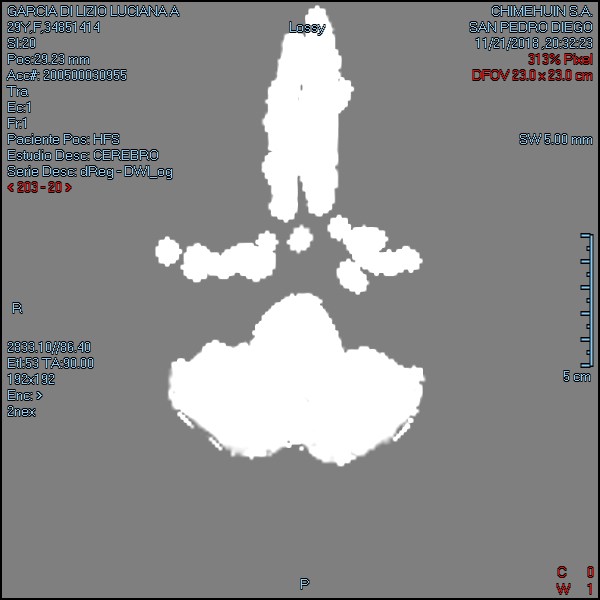 GARCIA DI LIZIO LUCIANA A
29Y,F,34851414
Sl:20
Pos:29.23 mm
Acc#: 200500030955
Tra
Ec:1
Fr:1
Paciente Pos: HFS
Estudio Desc: CEREBRO
Serie Desc: dReg - DWI_og
< 203 - 20 >
Lossy
CHIMEHUIN S.A.
SAN PEDRO DIEGO
11/21/2018 ,20:32:23
313% Pixel
DFOV 23.0 x 23.0 cm
SW 5.00 mm
R
2833.10//86.40
Etl:53 TA:90.00
192x192
Enc: >
2nex
5 cm
P
C 0
W 1